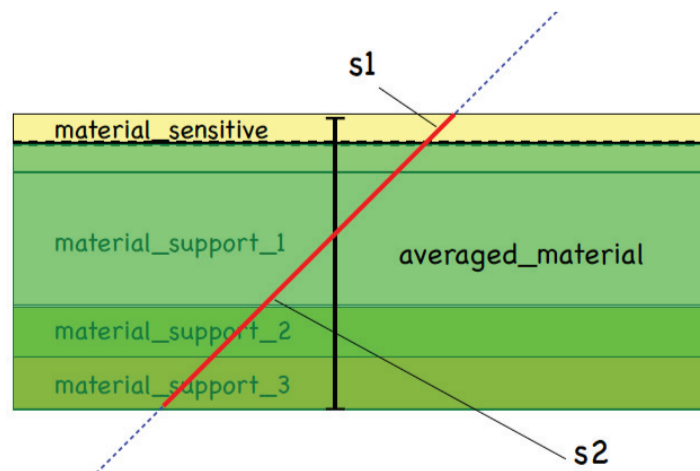 s1
material_sensitive
material_support_1
averaged_material
material_support_2
material_support_3
s2